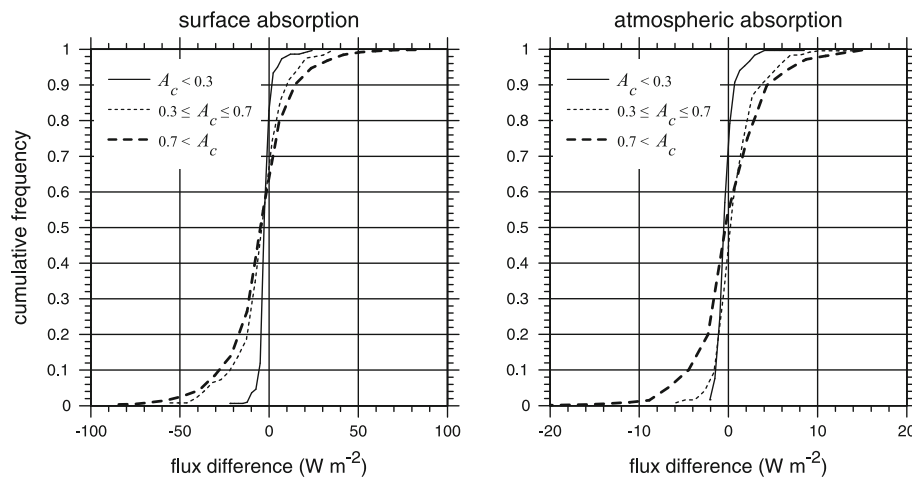 surface absorption
cumulative frequency
1
0.9
0.8
0.7
0.6
0.5
0.4
0.3
0.2
0.1
0
A_c < 0.3
0.3 ≤ A_c ≤ 0.7
0.7 < A_c
-100 -50 0 50 100
flux difference (W m⁻²)
atmospheric absorption
1
0.9
0.8
0.7
0.6
0.5
0.4
0.3
0.2
0.1
0
A_c < 0.3
0.3 ≤ A_c ≤ 0.7
0.7 < A_c
-20 -10 0 10 20
flux difference (W m⁻²)